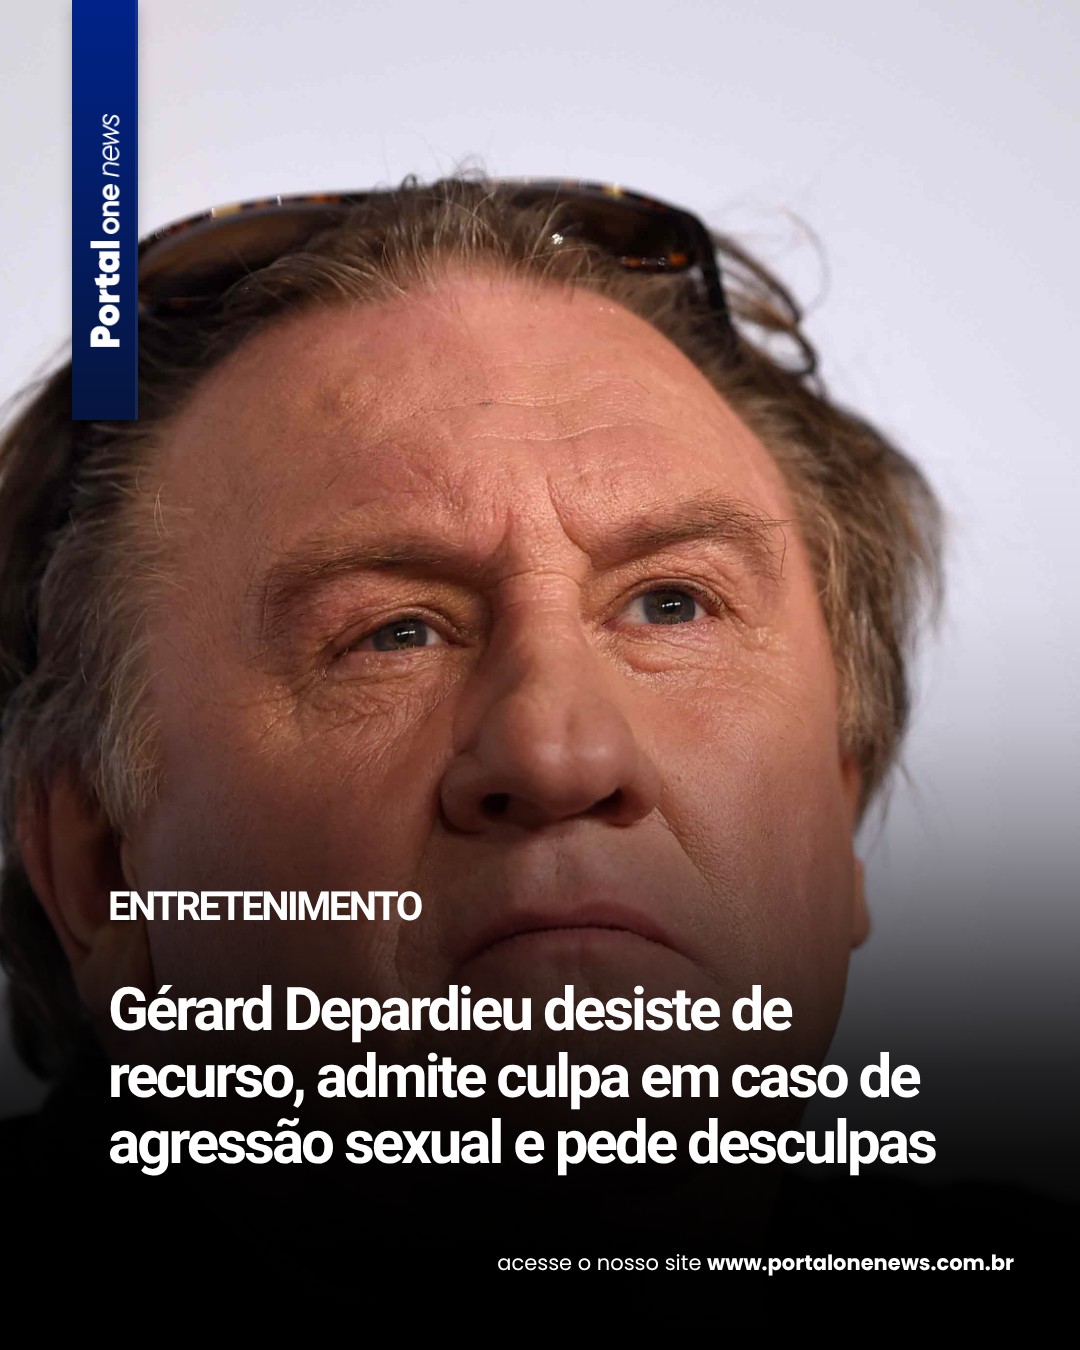 Portal one news
ENTRETENIMENTO
Gérard Depardieu desiste de
recurso, admite culpa em caso de
agressão sexual e pede desculpas
acesse o nosso site www.portalonenews.com.br